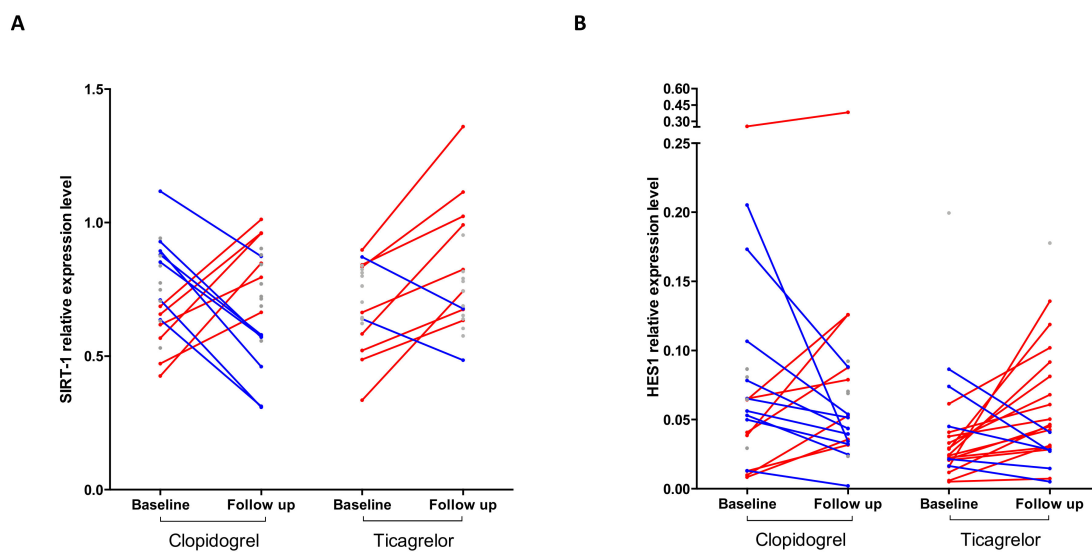 A
SIRT-1 relative expression level
1.5
1.0
0.5
0.0
Baseline Follow up Baseline Follow up
Clopidogrel Ticagrelor
B
HES1 relative expression level
0.60
0.45
0.30
0.25
0.20
0.15
0.10
0.05
0.00
Baseline Follow up Baseline Follow up
Clopidogrel Ticagrelor